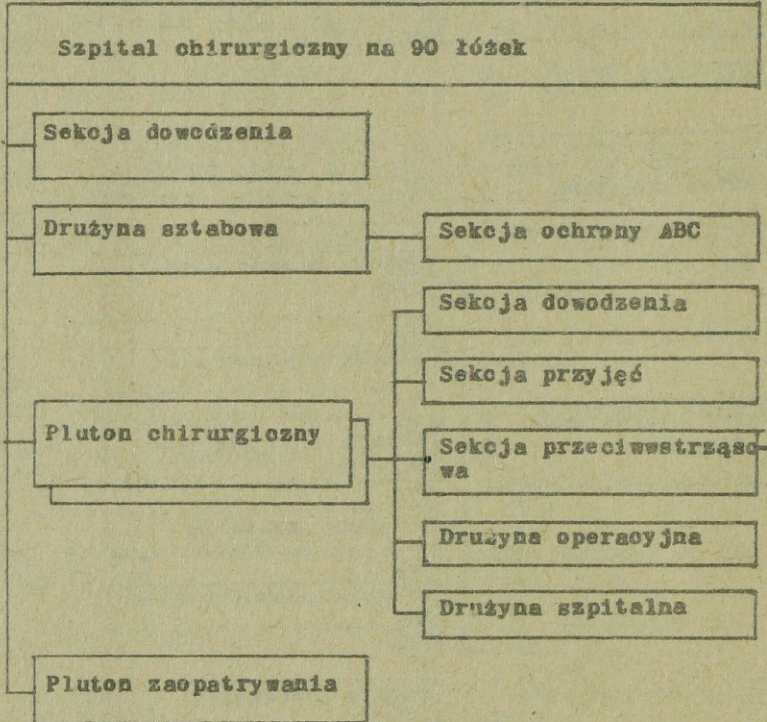 Szpital chirurgiczny na 90 łóżek
Sekcja dowodzenia
Drużyna sztabowa
Sekcja ochrony ABC
Sekcja dowodzenia
Sekcja przyjęć
Pluton chirurgiczny
Sekcja przeciwwstrząso-
wa
Drużyna operacyjna
Drużyna szpitalna
Pluton zaopatrywania